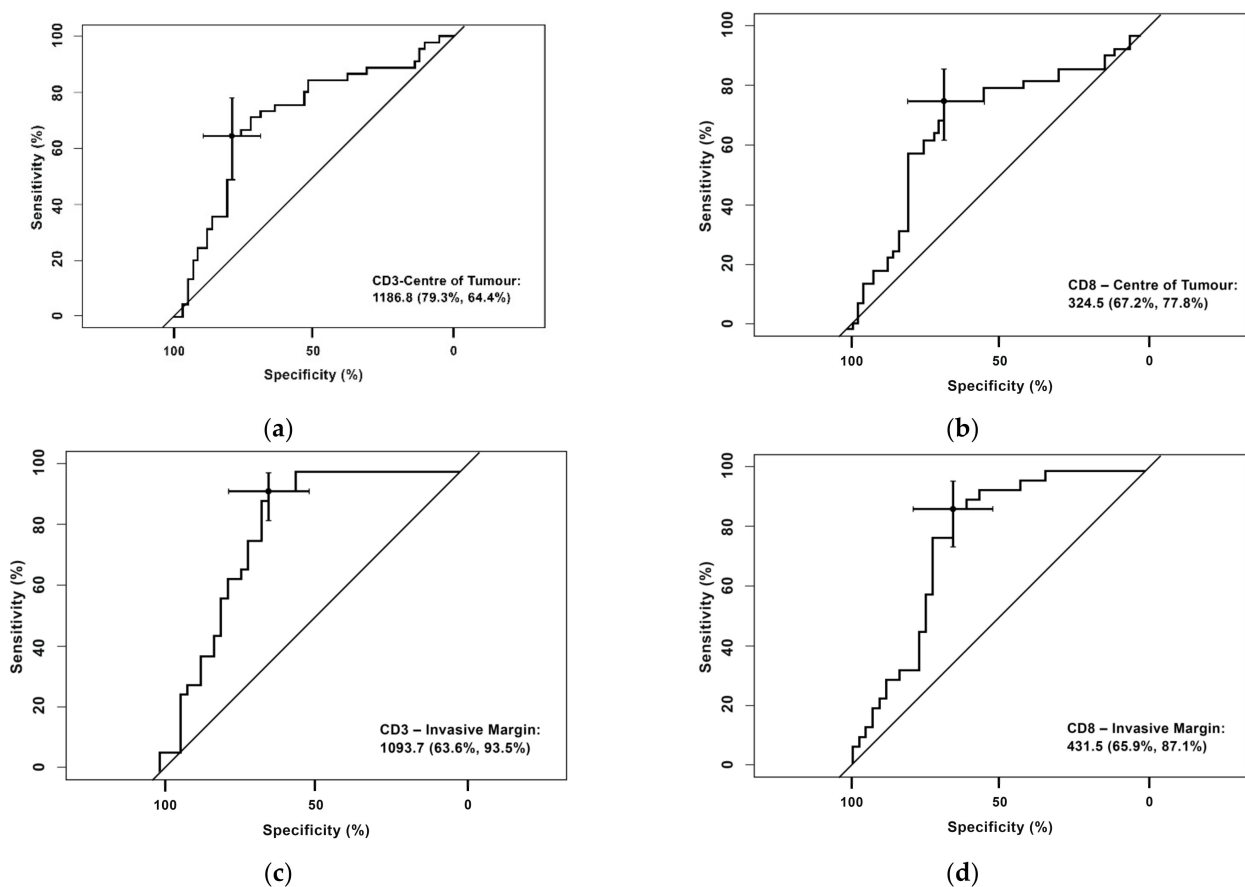 100
80
60
40
20
0
Sensitivity (%)
CD3-Centre of Tumour:
1186.8 (79.3%, 64.4%)
100
50
0
Specificity (%)
(a)
100
80
60
40
20
0
Sensitivity (%)
CD8 – Centre of Tumour:
324.5 (67.2%, 77.8%)
100
50
0
Specificity (%)
(b)
100
80
60
40
20
0
Sensitivity (%)
CD3 – Invasive Margin:
1093.7 (63.6%, 93.5%)
100
50
0
Specificity (%)
(c)
100
80
60
40
20
0
Sensitivity (%)
CD8 – Invasive Margin:
431.5 (65.9%, 87.1%)
100
50
0
Specificity (%)
(d)